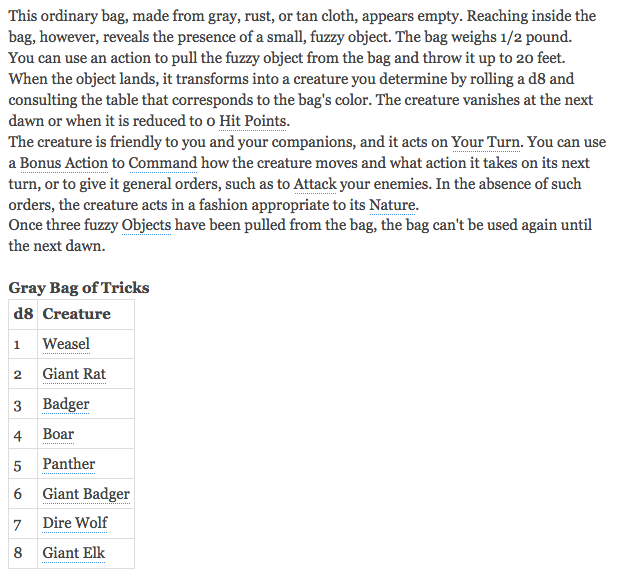 This ordinary bag, made from gray, rust, or tan cloth, appears empty. Reaching inside the
bag, however, reveals the presence of a small, fuzzy object. The bag weighs 1/2 pound.
You can use an action to pull the fuzzy object from the bag and throw it up to 20 feet.
When the object lands, it transforms into a creature you determine by rolling a d8 and
consulting the table that corresponds to the bag's color. The creature vanishes at the next
dawn or when it is reduced to 0 Hit Points.
The creature is friendly to you and your companions, and it acts on Your Turn. You can use
a Bonus Action to Command how the creature moves and what action it takes on its next
turn, or to give it general orders, such as to Attack your enemies. In the absence of such
orders, the creature acts in a fashion appropriate to its Nature.
Once three fuzzy Objects have been pulled from the bag, the bag can't be used again until
the next dawn.
Gray Bag of Tricks
d8 Creature
1 Weasel
2 Giant Rat
3 Badger
4 Boar
5 Panther
6 Giant Badger
7 Dire Wolf
8 Giant Elk